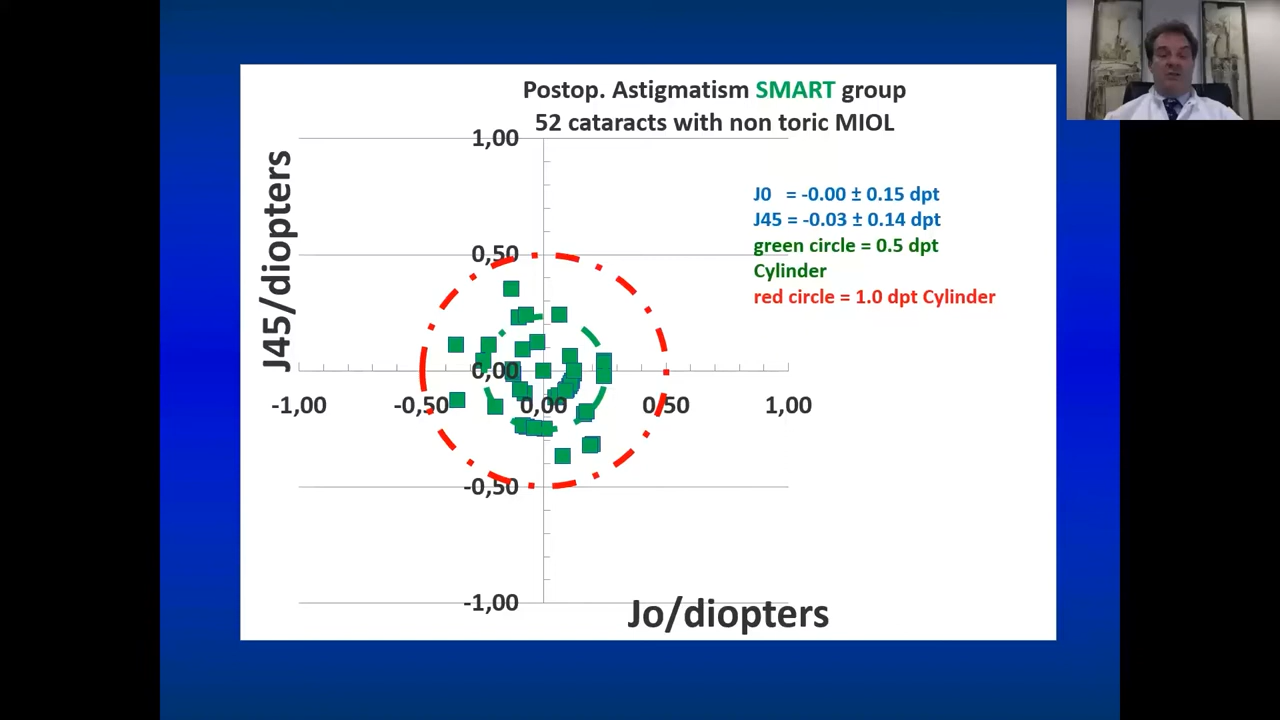 Postop. Astigmatism SMART group
52 cataracts with non toric MIOL
1,00
J45/diopters
J0 = -0.00 ± 0.15 dpt
J45 = -0.03 ± 0.14 dpt
green circle = 0.5 dpt
Cylinder
red circle = 1.0 dpt Cylinder
0,50
0,00
-1,00 -0,50 0,00 0,50 1,00
-0,50
-1,00
Jo/diopters